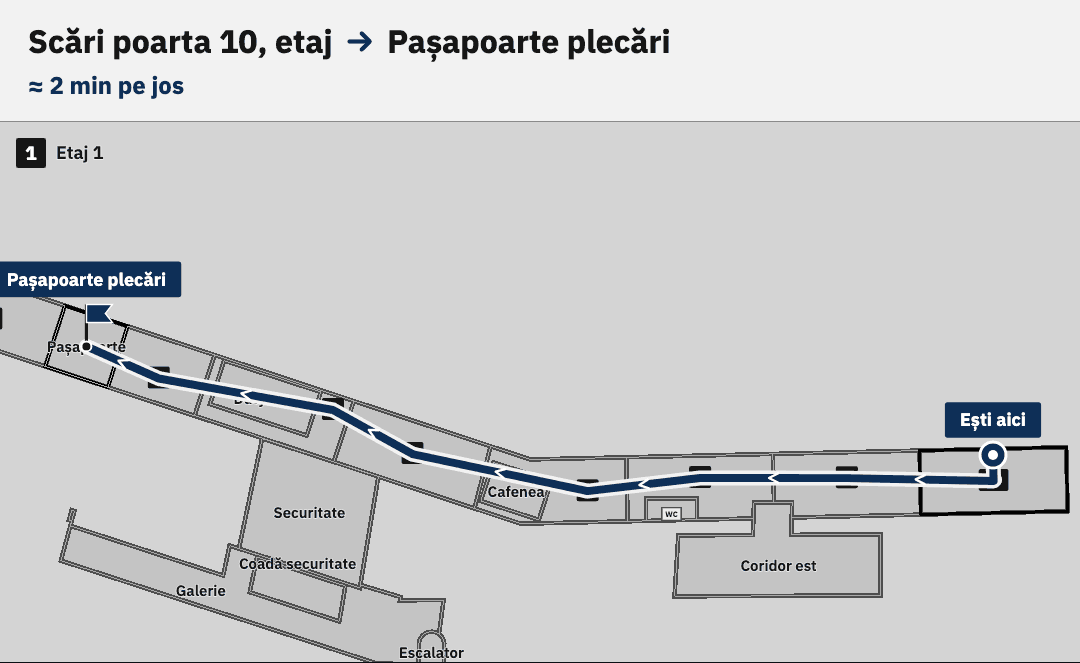 Scări poarta 10, etaj → Pașapoarte plecări
≈ 2 min pe jos
1 Etaj 1
Pașapoarte plecări
Ești aici
Cafenea
WC
Securitate
Coadă securitate
Coridor est
Galerie
Escalator